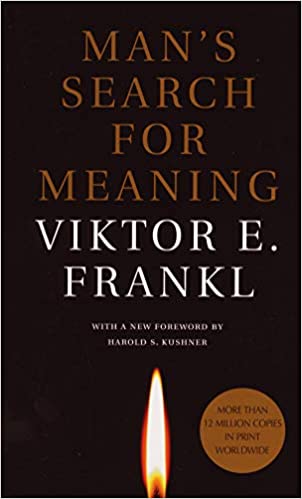 MAN'S
SEARCH
FOR
MEANING
VIKTOR E.
FRANKL
WITH A NEW FOREWORD BY
HAROLD S. KUSHNER
MORE THAN
12 MILLION COPIES
IN PRINT
WORLDWIDE